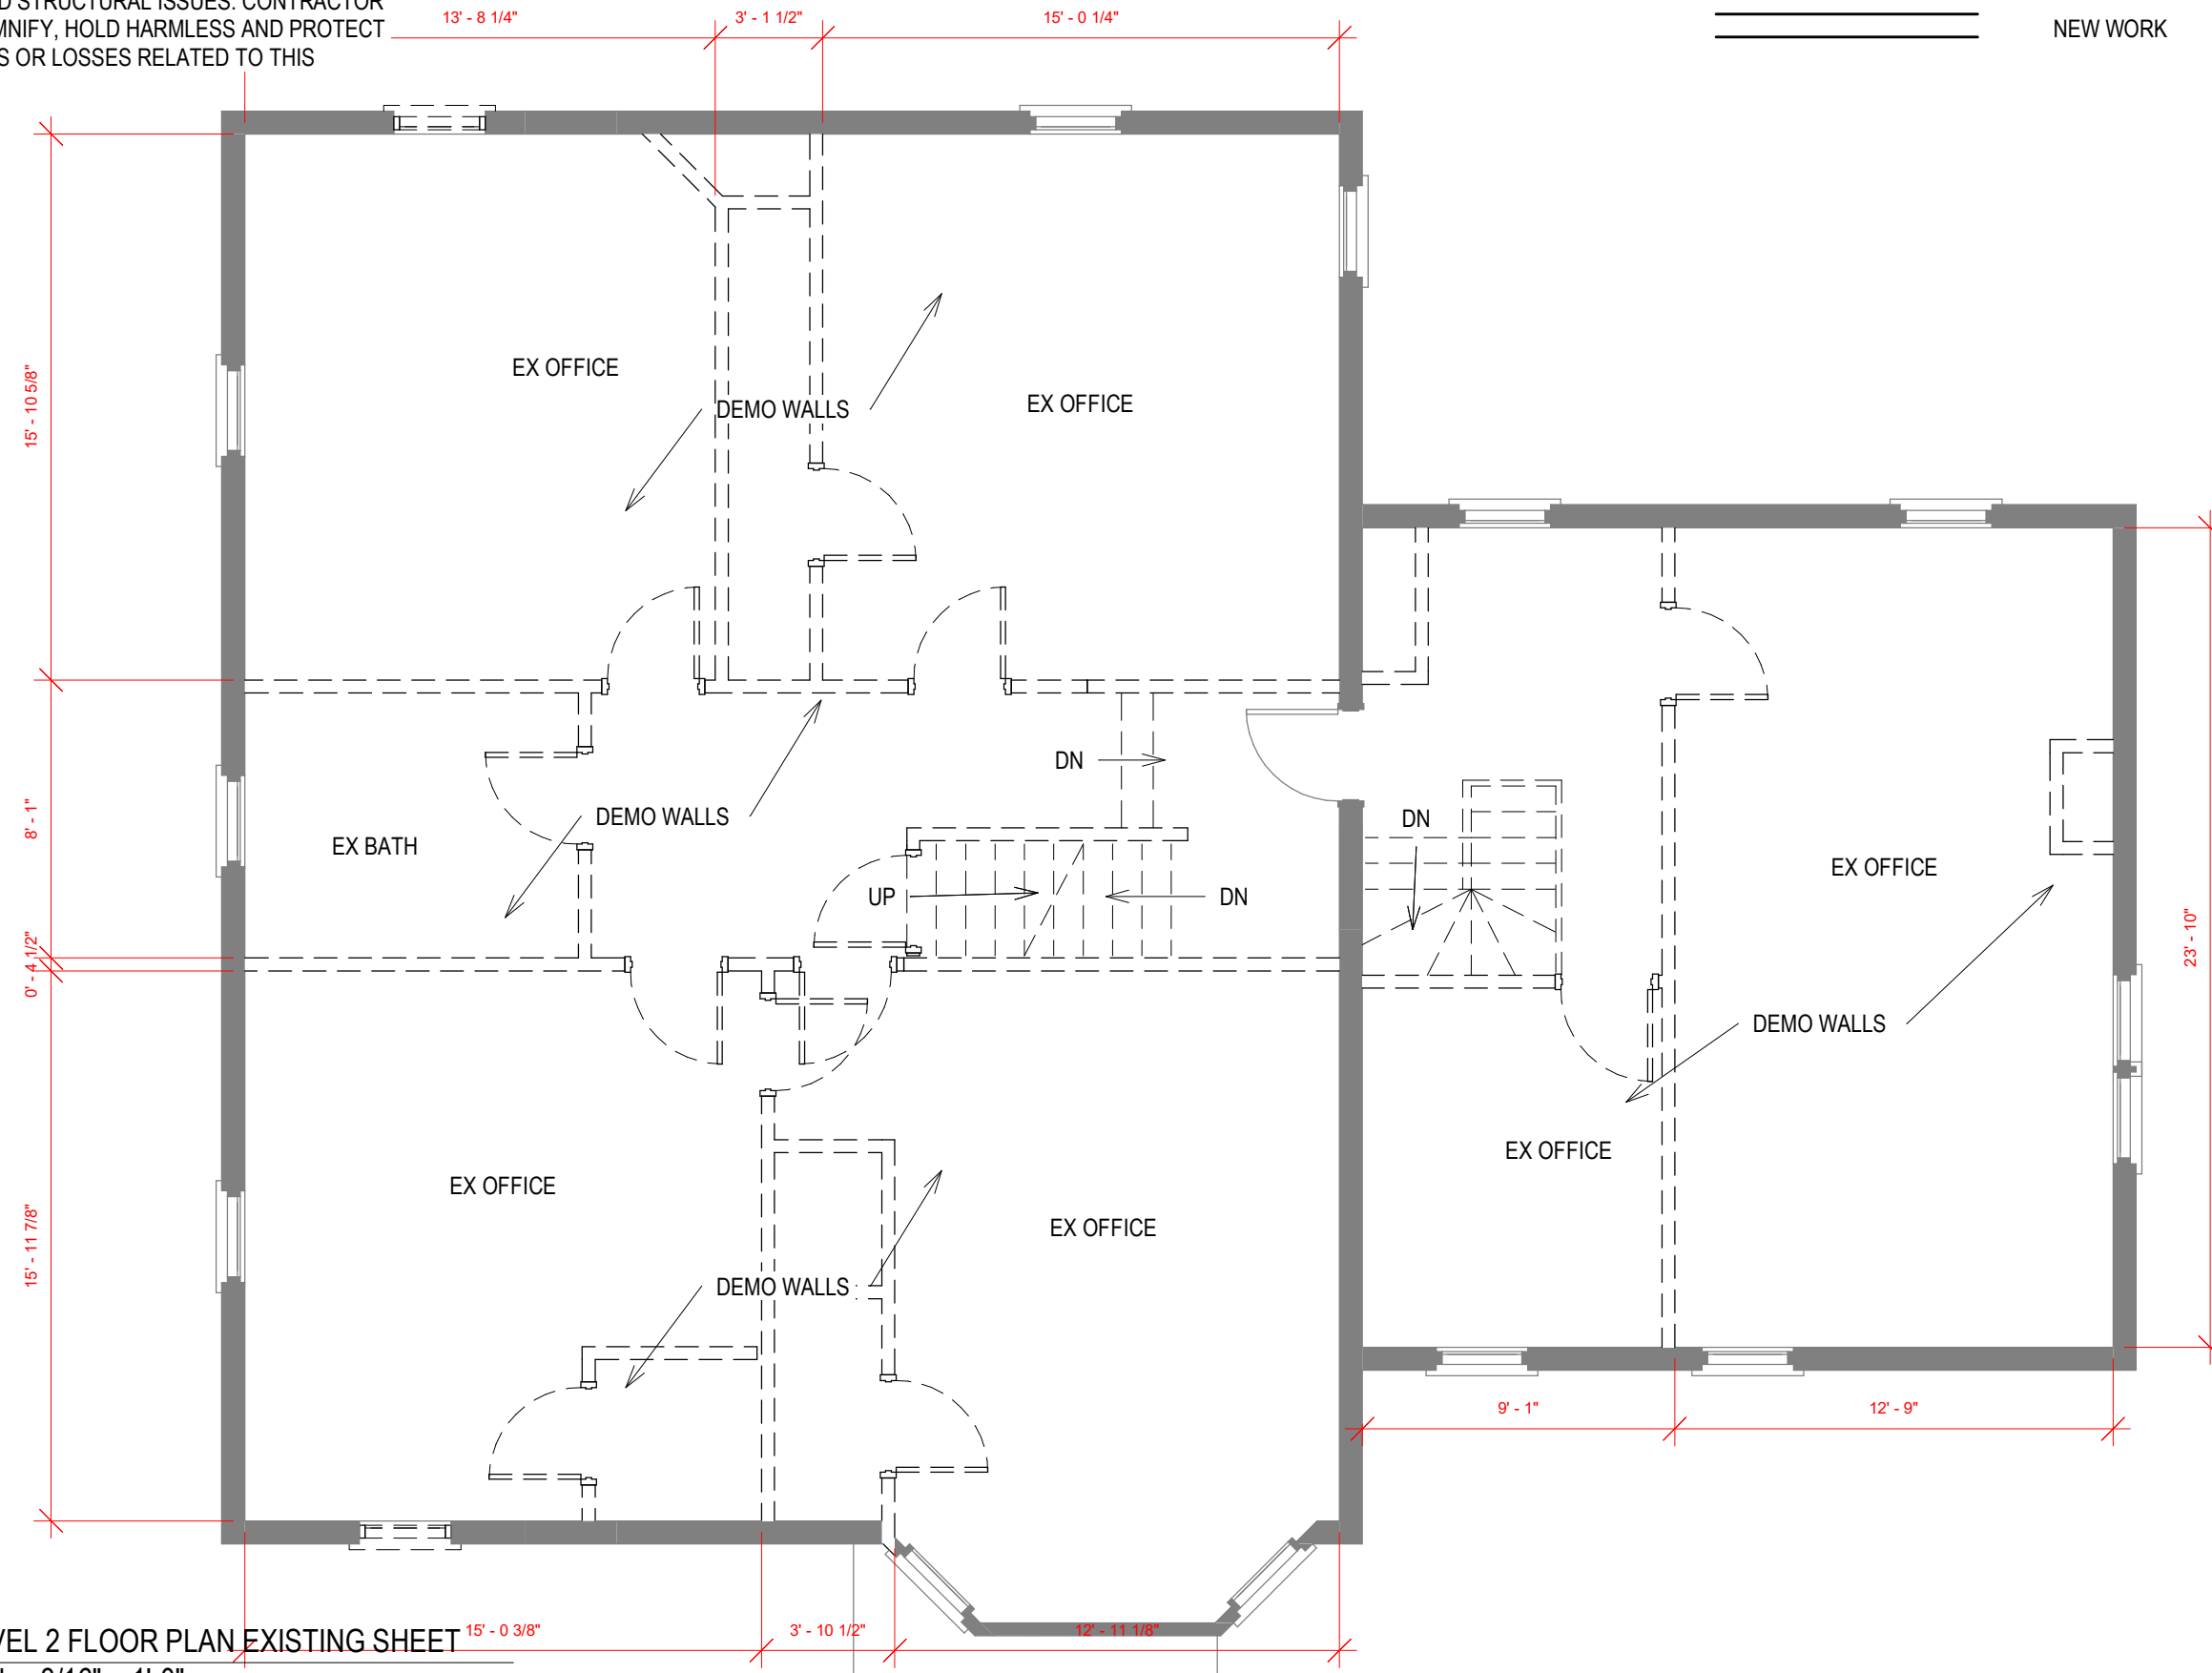 STRUCTURAL ISSUES. CONTRACTOR
HOLD HARMLESS AND PROTECT
OR LOSSES RELATED TO THIS
13' - 8 1/4"
3' - 1 1/2"
15' - 0 1/4"
NEW WORK
15' - 10 5/8"
EX OFFICE
DEMO WALLS
EX OFFICE
8' - 1"
EX BATH
DEMO WALLS
DN
UP
DN
DN
EX OFFICE
23' - 10"
0' - 4 1/2"
DEMO WALLS
15' - 11 7/8"
EX OFFICE
EX OFFICE
EX OFFICE
DEMO WALLS
9' - 1"
12' - 9"
15' - 0 3/8"
3' - 10 1/2"
12' - 11 1/8"
2 FLOOR PLAN EXISTING SHEET